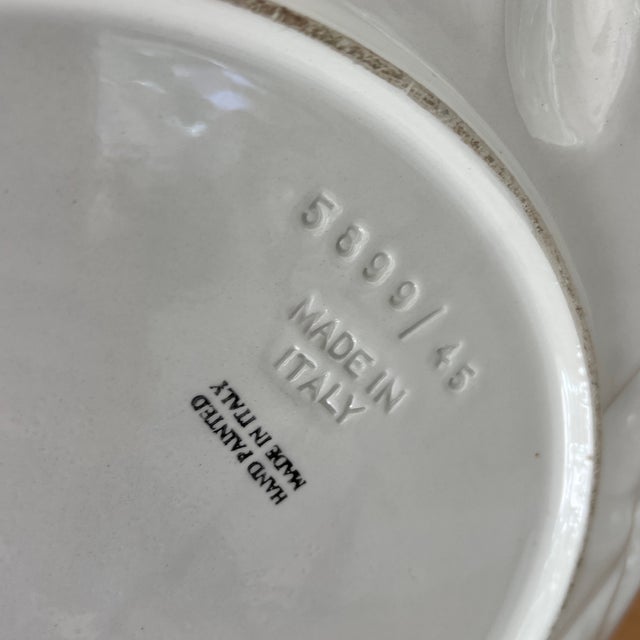 5899/45
MADE IN
ITALY
HAND PAINTED
MADE IN ITALY